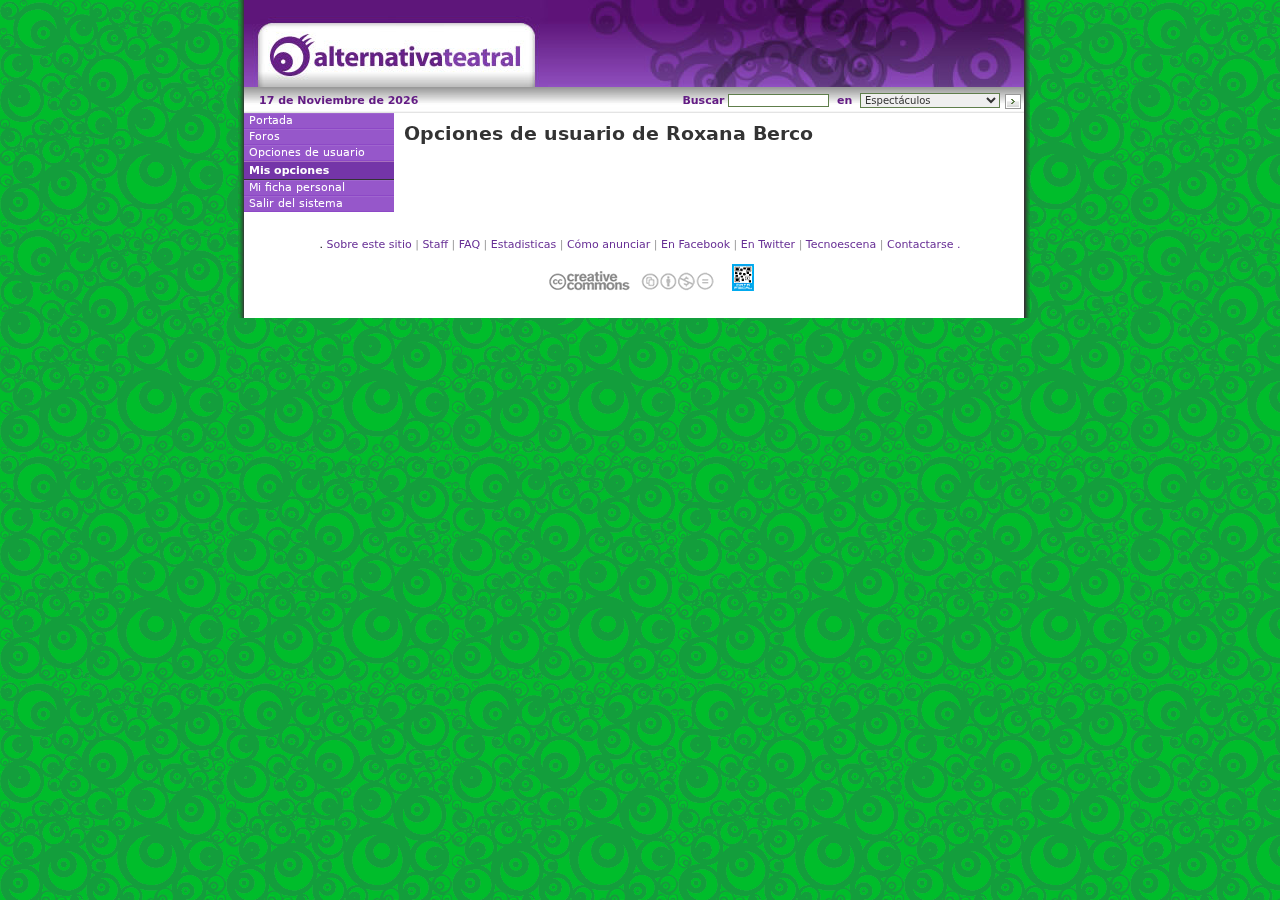 alternativateatral
17 de Noviembre de 2026
Buscar en Espectáculos ›
Portada
Foros
Opciones de usuario
Mis opciones
Mi ficha personal
Salir del sistema
Opciones de usuario de Roxana Berco
. Sobre este sitio | Staff | FAQ | Estadisticas | Cómo anunciar | En Facebook | En Twitter | Tecnoescena | Contactarse .
cc creative commons